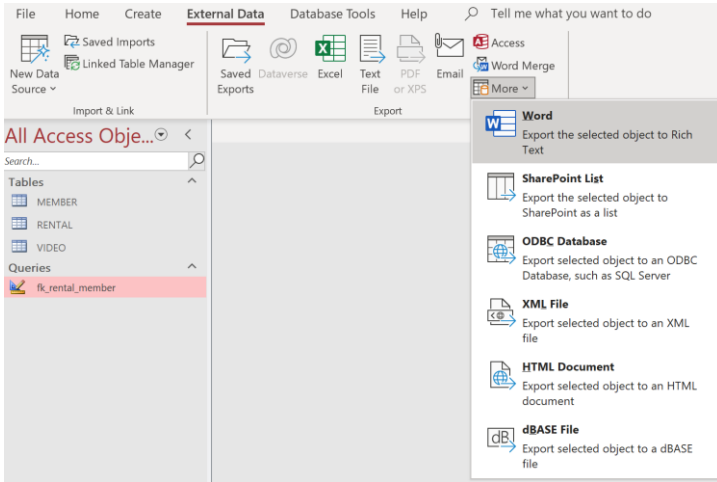 File Home Create External Data Database Tools Help Tell me what you want to do
Saved Imports
Linked Table Manager
New Data
Source
Import & Link
Saved
Exports
Dataverse
Excel
Text
File
PDF
or XPS
Email
Access
Word Merge
More
Export
All Access Obje...
Search...
Tables
MEMBER
RENTAL
VIDEO
Queries
fk_rental_member
Word
Export the selected object to Rich
Text
SharePoint List
Export the selected object to
SharePoint as a list
ODBC Database
Export selected object to an ODBC
Database, such as SQL Server
XML File
Export selected object to an XML
file
HTML Document
Export selected object to an HTML
document
dB
dBASE File
Export selected object to a dBASE
file